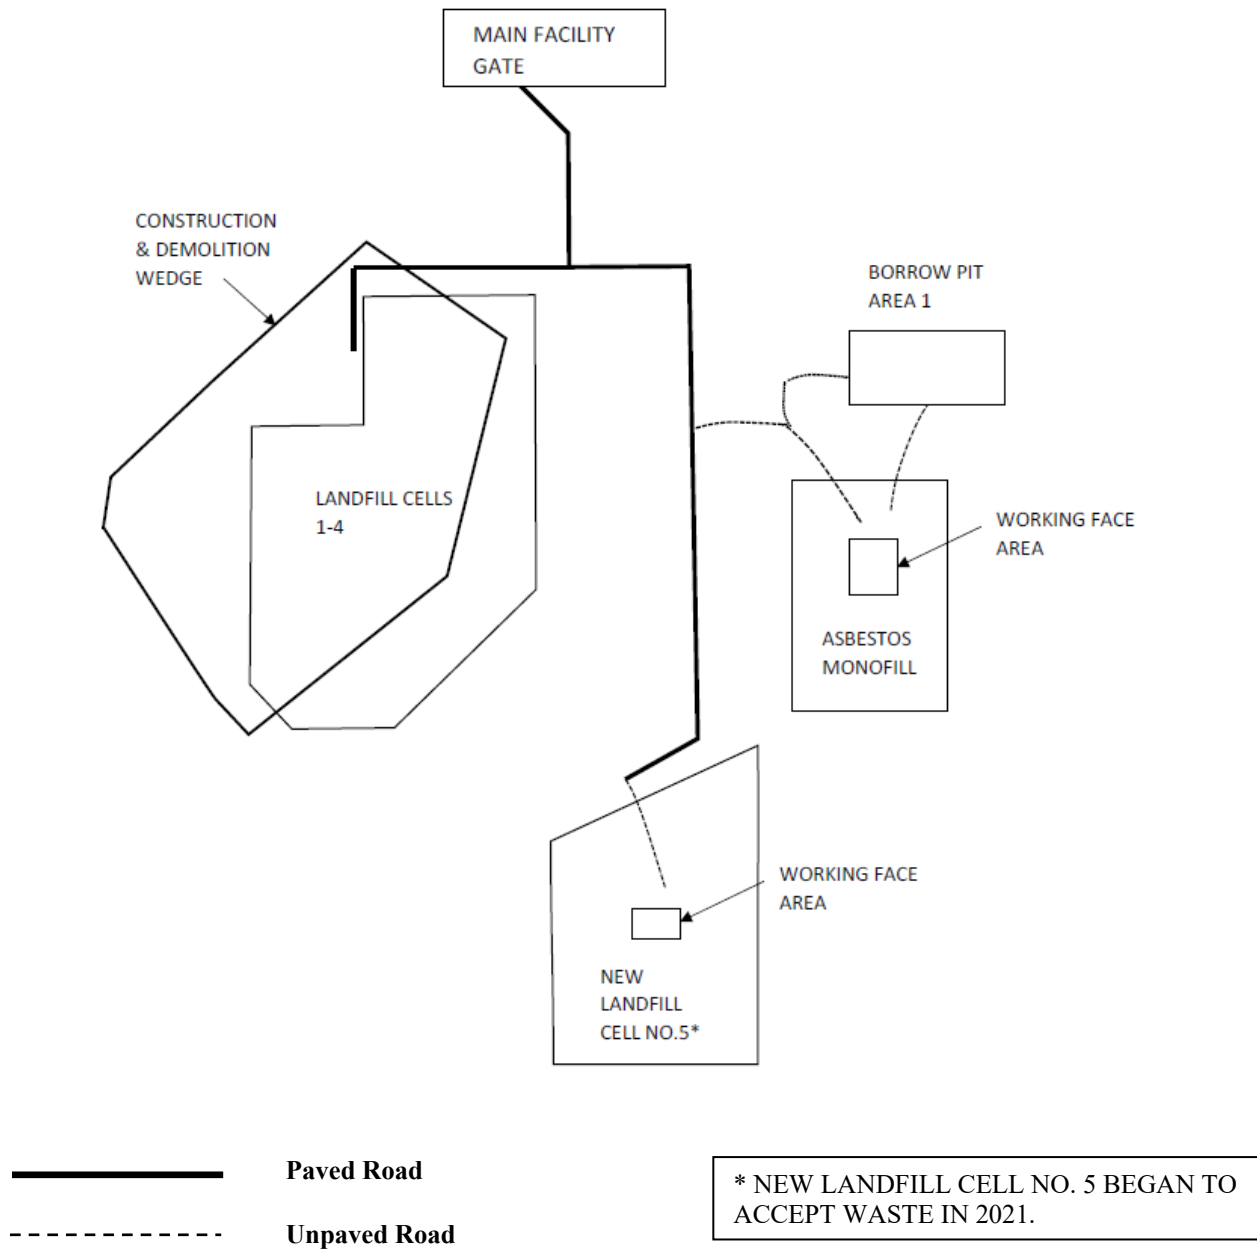 MAIN FACILITY
GATE
CONSTRUCTION
& DEMOLITION
WEDGE
BORROW PIT
AREA 1
LANDFILL CELLS
1-4
WORKING FACE
AREA
ASBESTOS
MONOFILL
WORKING FACE
AREA
NEW
LANDFILL
CELL NO.5*
Paved Road
Unpaved Road
* NEW LANDFILL CELL NO. 5 BEGAN TO
ACCEPT WASTE IN 2021.